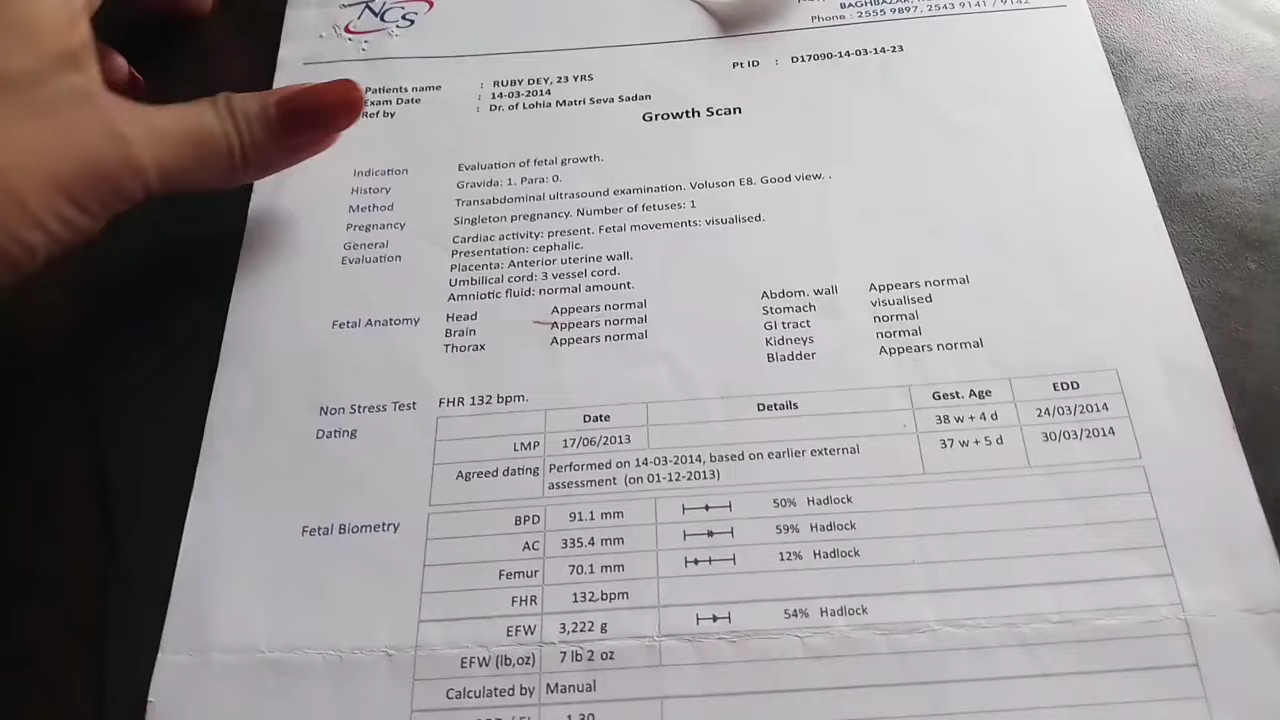 NCS
BAGHBAZAR,
Phone : 2555 9897, 2543 9141 / 9142
Pt ID : D17090-14-03-14-23
Patients name : RUBY DEY, 23 YRS
Exam Date : 14-03-2014
Ref by : Dr. of Lohia Matri Seva Sadan
Growth Scan
Indication Evaluation of fetal growth.
History Gravida: 1. Para: 0.
Method Transabdominal ultrasound examination. Voluson E8. Good view. .
Pregnancy Singleton pregnancy. Number of fetuses: 1
General Evaluation Cardiac activity: present. Fetal movements: visualised.
Presentation: cephalic.
Placenta: Anterior uterine wall.
Umbilical cord: 3 vessel cord.
Amniotic fluid: normal amount.
Fetal Anatomy Head Appears normal Abdom. wall Appears normal
Brain Appears normal Stomach visualised
Thorax Appears normal GI tract normal
Kidneys normal
Bladder Appears normal
Non Stress Test FHR 132 bpm.
Dating Date Details Gest. Age EDD
LMP 17/06/2013 38 w + 4 d 24/03/2014
Agreed dating Performed on 14-03-2014, based on earlier external 37 w + 5 d 30/03/2014
assessment (on 01-12-2013)
Fetal Biometry BPD 91.1 mm 50% Hadlock
AC 335.4 mm 59% Hadlock
Femur 70.1 mm 12% Hadlock
FHR 132 bpm
EFW 3,222 g 54% Hadlock
EFW (lb,oz) 7 lb 2 oz
Calculated by Manual
1.30